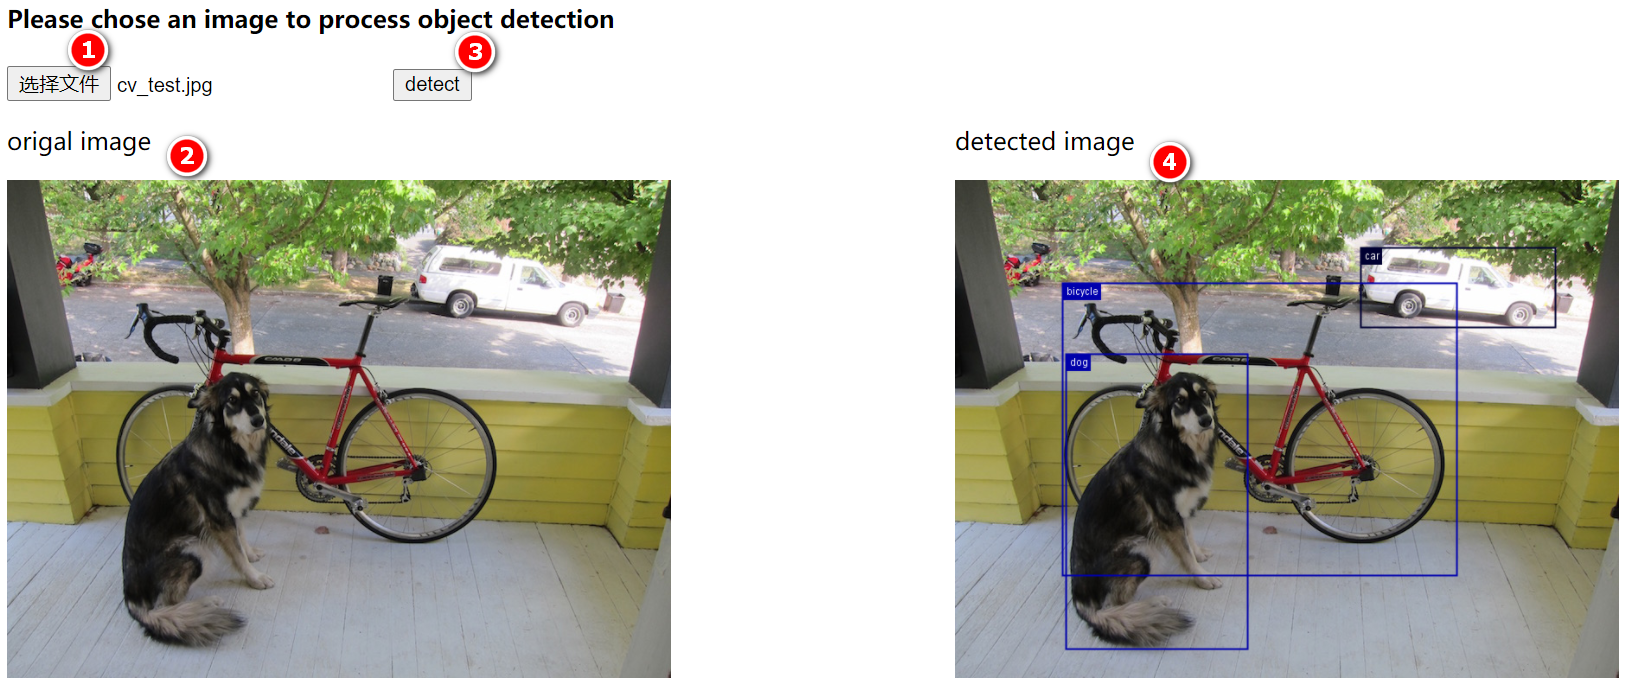 Please chose an image to process object detection
1
3
选择文件 cv_test.jpg
detect
origal image
2
detected image
4
car
bicycle
dog